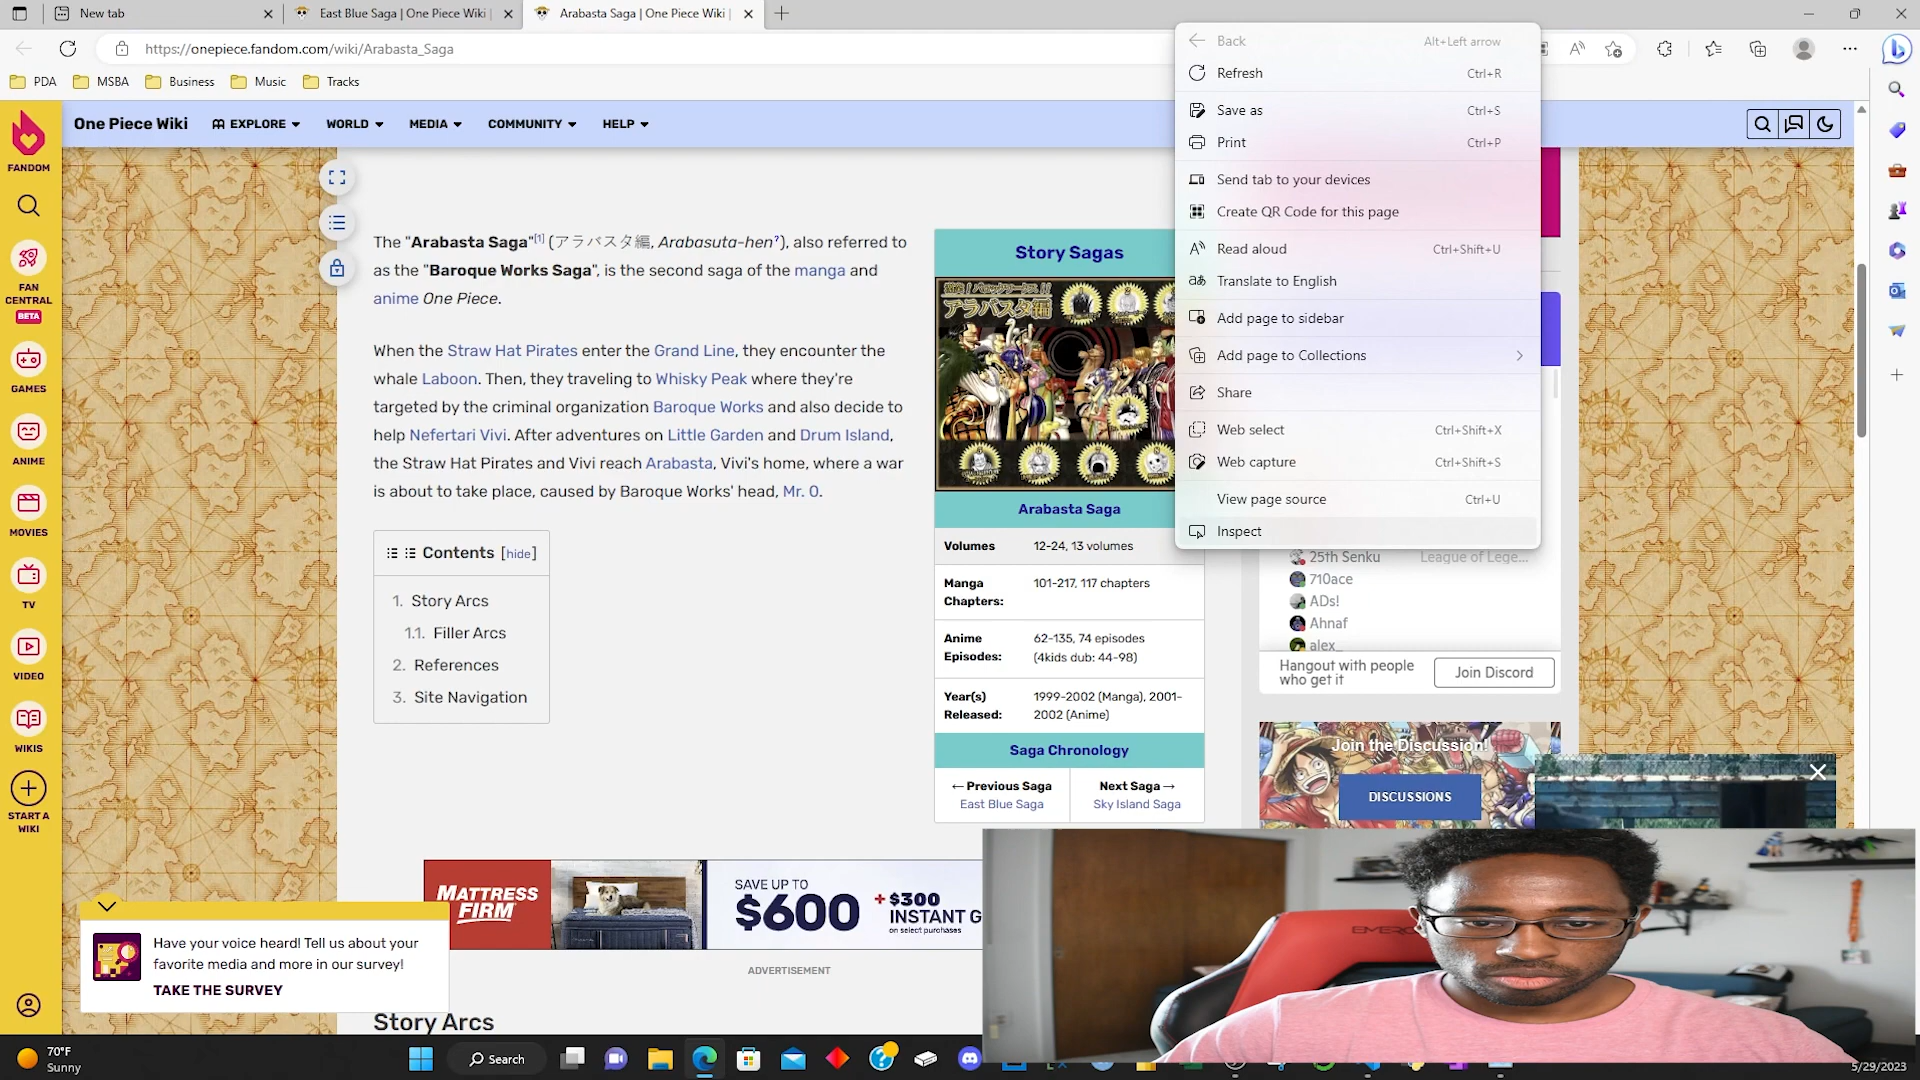 New tab
East Blue Saga | One Piece Wiki |
Arabasta Saga | One Piece Wiki |
https://onepiece.fandom.com/wiki/Arabasta_Saga
PDA
MSBA
Business
Music
Tracks
FANDOM
FAN CENTRAL
BETA
GAMES
ANIME
MOVIES
TV
VIDEO
WIKIS
START A WIKI
One Piece Wiki
EXPLORE
WORLD
MEDIA
COMMUNITY
HELP
The "Arabasta Saga"[1] (アラバスタ編, Arabasuta-hen?), also referred to
as the "Baroque Works Saga", is the second saga of the manga and
anime One Piece.
When the Straw Hat Pirates enter the Grand Line, they encounter the
whale Laboon. Then, they traveling to Whisky Peak where they're
targeted by the criminal organization Baroque Works and also decide to
help Nefertari Vivi. After adventures on Little Garden and Drum Island,
the Straw Hat Pirates and Vivi reach Arabasta, Vivi's home, where a war
is about to take place, caused by Baroque Works' head, Mr. 0.
Contents [hide]
1. Story Arcs
1.1. Filler Arcs
2. References
3. Site Navigation
Story Sagas
アラバスタ編
Arabasta Saga
Volumes 12-24, 13 volumes
Manga Chapters: 101-217, 117 chapters
Anime Episodes: 62-135, 74 episodes
(4kids dub: 44-98)
Year(s) Released: 1999-2002 (Manga), 2001-
2002 (Anime)
Saga Chronology
← Previous Saga
East Blue Saga
Next Saga →
Sky Island Saga
Back Alt+Left arrow
Refresh Ctrl+R
Save as Ctrl+S
Print Ctrl+P
Send tab to your devices
Create QR Code for this page
Read aloud Ctrl+Shift+U
Translate to English
Add page to sidebar
Add page to Collections
Share
Web select Ctrl+Shift+X
Web capture Ctrl+Shift+S
View page source Ctrl+U
Inspect
25th Senku League of Lege...
710ace
ADs!
Ahnaf
alex_
Hangout with people
who get it
Join Discord
Join the Discussion!
DISCUSSIONS
MATTRESS
FIRM
SAVE UP TO
$600
+$300
INSTANT G
on select purchases
ADVERTISEMENT
Have your voice heard! Tell us about your
favorite media and more in our survey!
TAKE THE SURVEY
Story Arcs
70°F
Sunny
Search
5/29/2023